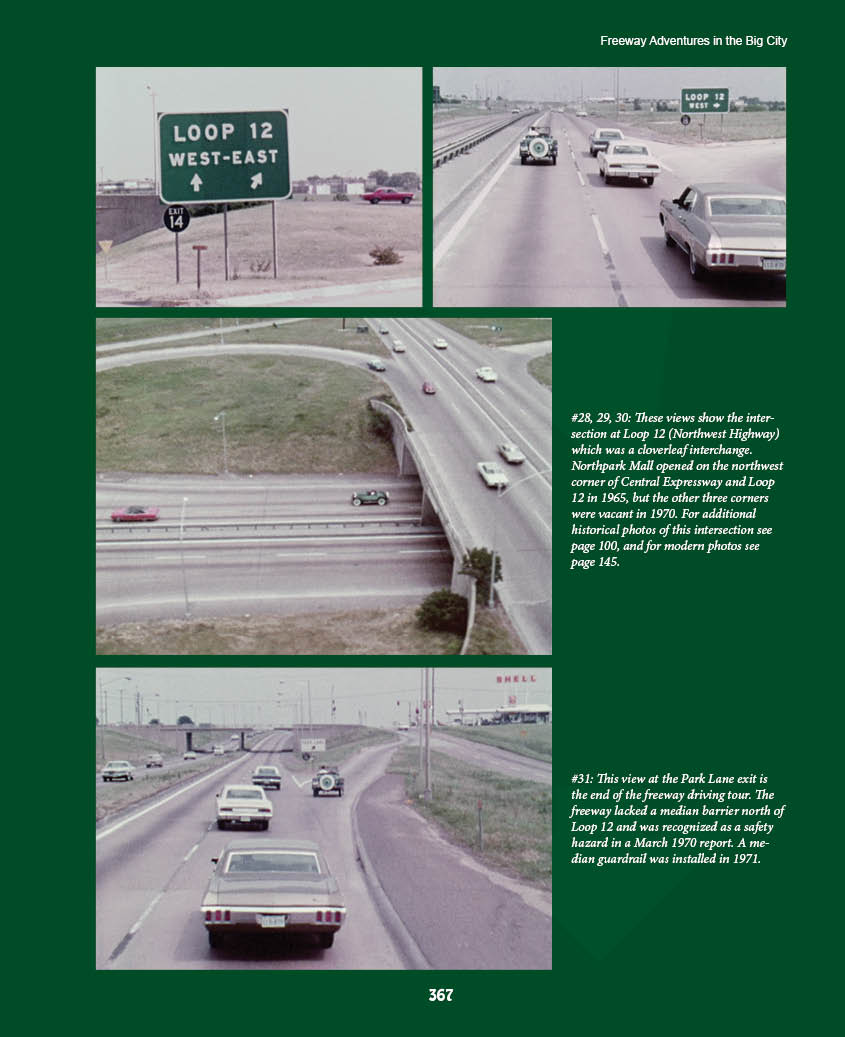 Freeway Adventures in the Big City
LOOP 12
WEST-EAST
EXIT
14
LOOP 12
WEST
#28, 29, 30: These views show the inter-
section at Loop 12 (Northwest Highway)
which was a cloverleaf interchange.
Northpark Mall opened on the northwest
corner of Central Expressway and Loop
12 in 1965, but the other three corners
were vacant in 1970. For additional
historical photos of this intersection see
page 100, and for modern photos see
page 145.
SHELL
PARK LANE
#31: This view at the Park Lane exit is
the end of the freeway driving tour. The
freeway lacked a median barrier north of
Loop 12 and was recognized as a safety
hazard in a March 1970 report. A me-
dian guardrail was installed in 1971.
367